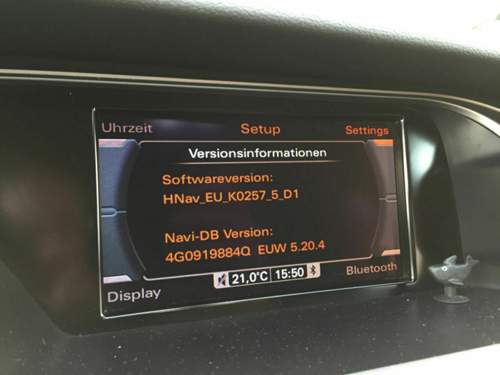 Uhrzeit Setup Settings
Versionsinformationen
Softwareversion:
HNav_EU_K0257_5_D1
Navi-DB Version:
4G0919884Q EUW 5.20.4
21,0°C 15:50
Display Bluetooth